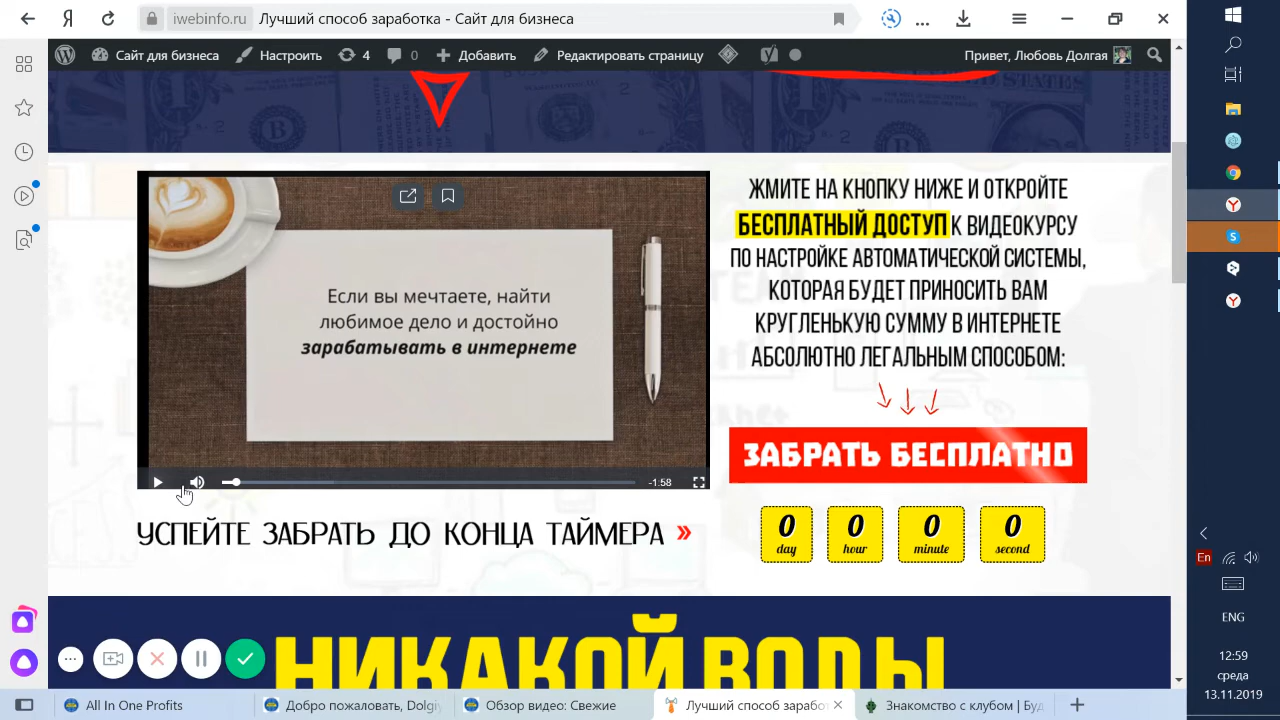 iwebinfo.ru
Лучший способ заработка - Сайт для бизнеса
Сайт для бизнеса
Настроить
4
0
Добавить
Редактировать страницу
Привет, Любовь Долгая
ЖМИТЕ НА КНОПКУ НИЖЕ И ОТКРОЙТЕ
БЕСПЛАТНЫЙ ДОСТУП К ВИДЕОКУРСУ
ПО НАСТРОЙКЕ АВТОМАТИЧЕСКОЙ СИСТЕМЫ,
КОТОРАЯ БУДЕТ ПРИНОСИТЬ ВАМ
КРУГЛЕНЬКУЮ СУММУ В ИНТЕРНЕТЕ
АБСОЛЮТНО ЛЕГАЛЬНЫМ СПОСОБОМ:
Если вы мечтаете, найти
любимое дело и достойно
зарабатывать в интернете
-1:58
ЗАБРАТЬ БЕСПЛАТНО
УСПЕЙТЕ ЗАБРАТЬ ДО КОНЦА ТАЙМЕРА »
0 0 0 0
day hour minute second
НИКАКОЙ ВОДЫ
En
ENG
12:59
среда
13.11.2019
All In One Profits
Добро пожаловать, Dolgiy
Обзор видео: Свежие
Лучший способ зарабо
Знакомство с клубом | Буд